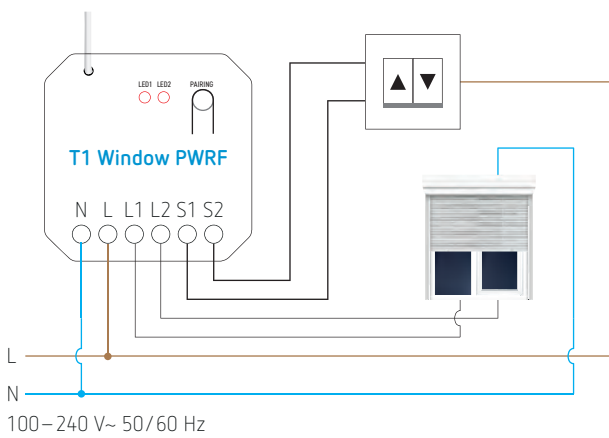 LED1 LED2 PAIRING
T1 Window PWRF
N L L1 L2 S1 S2
L
N
100–240 V~ 50/60 Hz